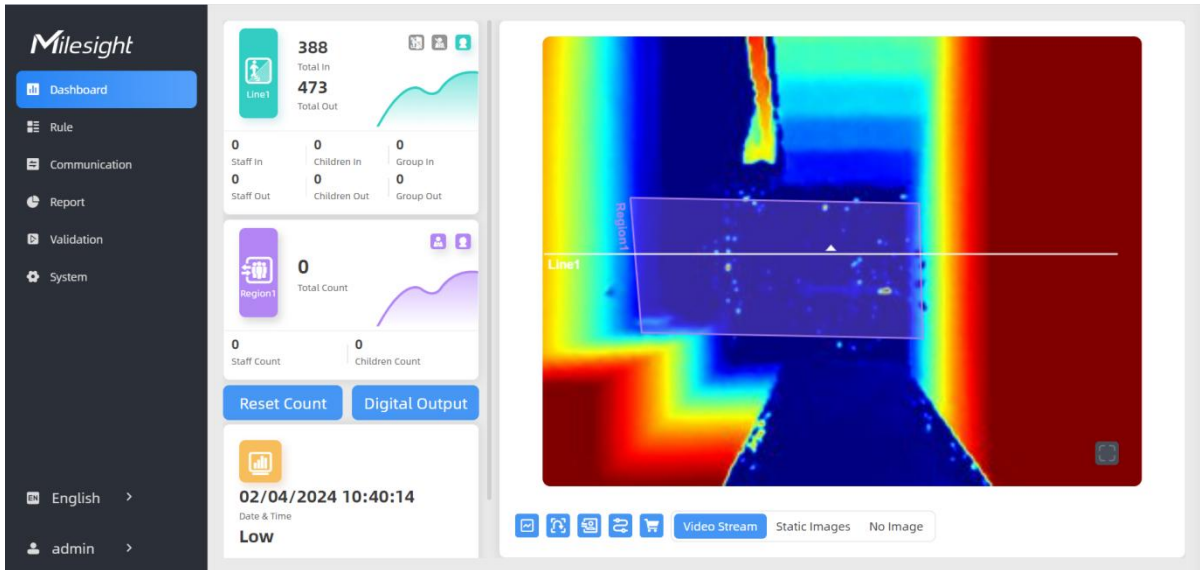 Milesight
Dashboard
Rule
Communication
Report
Validation
System
English
admin
Line1
388
Total In
473
Total Out
0
Staff In
0
Children In
0
Group In
0
Staff Out
0
Children Out
0
Group Out
Region1
0
Total Count
0
Staff Count
0
Children Count
Reset Count
Digital Output
02/04/2024 10:40:14
Date & Time
Low
Region1
Line1
Video Stream
Static Images
No Image